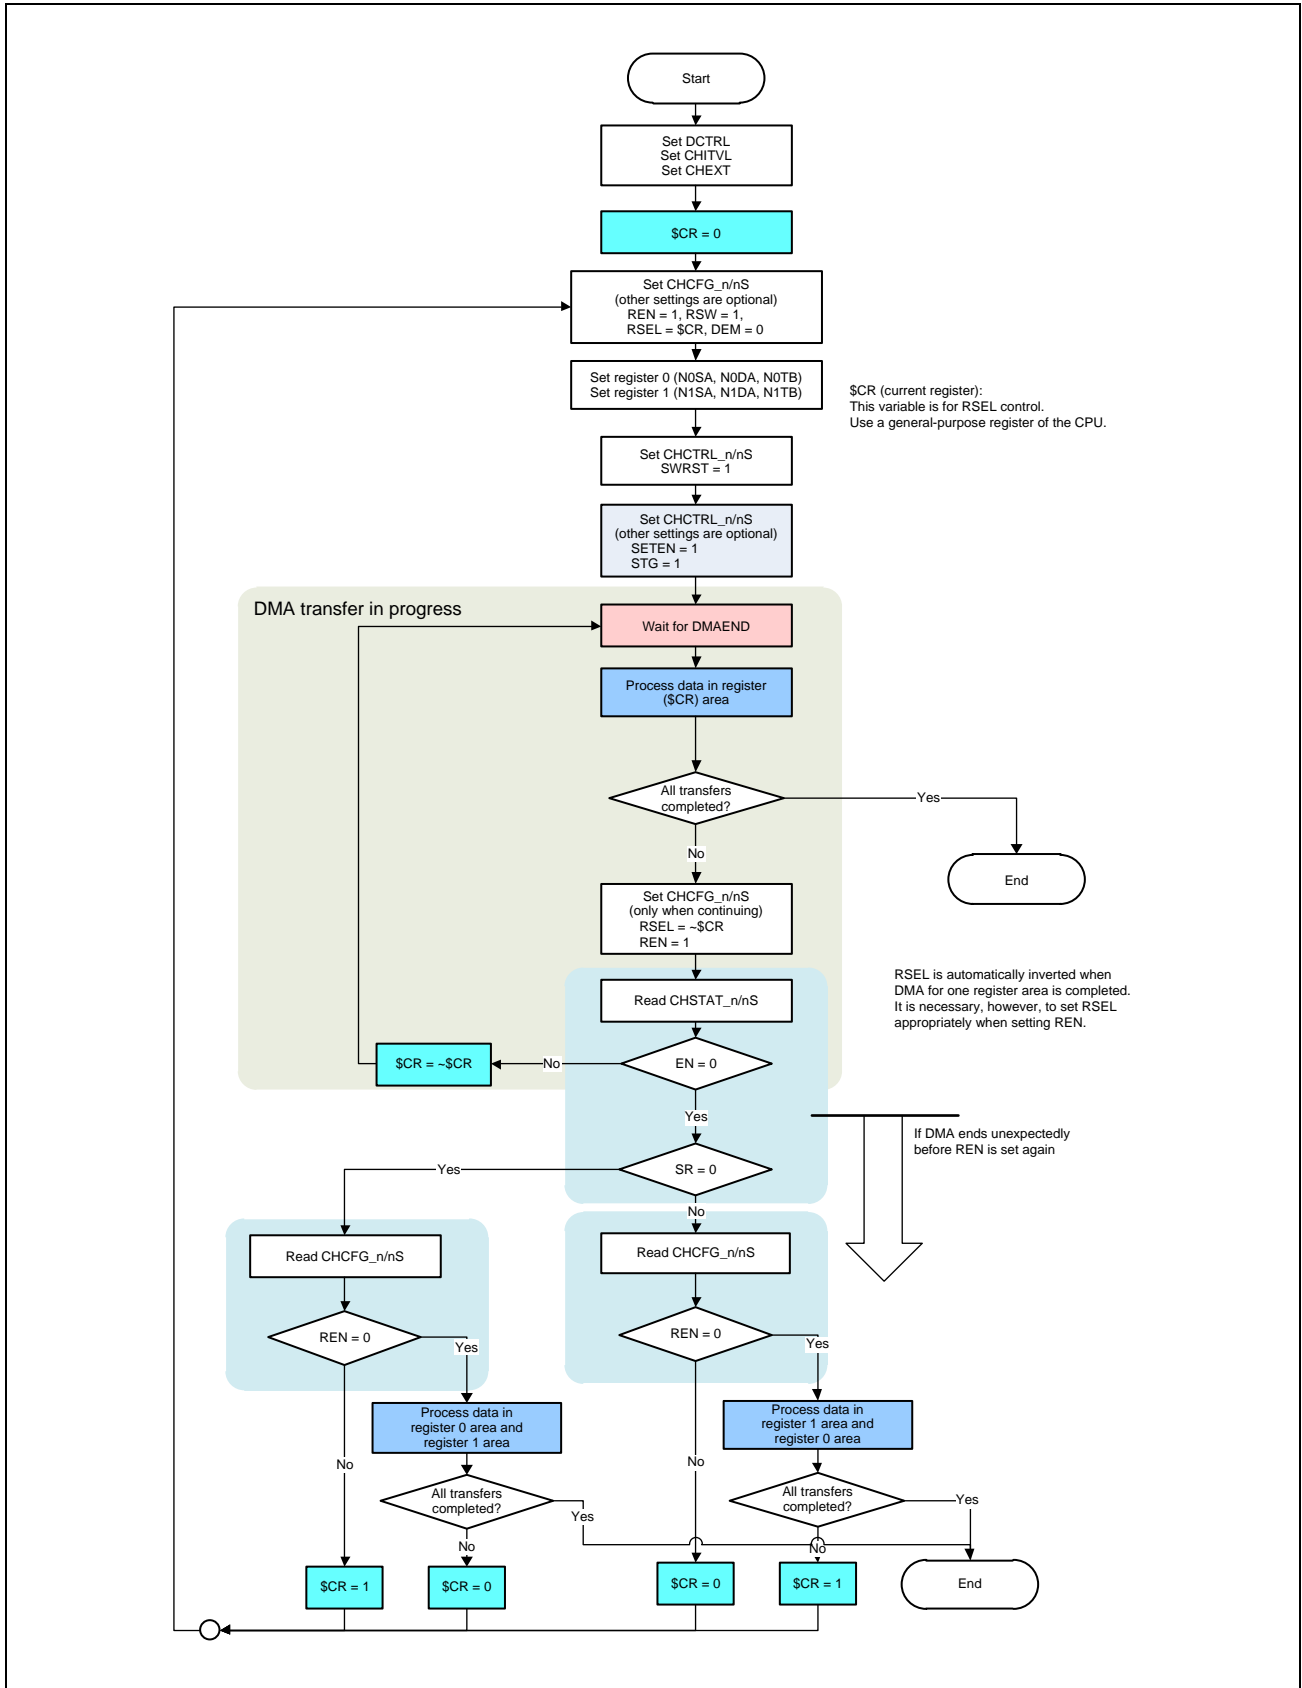 Start
Set DCTRL
Set CHITVL
Set CHEXT
$CR = 0
Set CHCFG_n/nS
(other settings are optional)
REN = 1, RSW = 1,
RSEL = $CR, DEM = 0
Set register 0 (N0SA, N0DA, N0TB)
Set register 1 (N1SA, N1DA, N1TB)
$CR (current register):
This variable is for RSEL control.
Use a general-purpose register of the CPU.
Set CHCTRL_n/nS
SWRST = 1
Set CHCTRL_n/nS
(other settings are optional)
SETEN = 1
STG = 1
DMA transfer in progress
Wait for DMAEND
Process data in register
($CR) area
All transfers
completed?
Yes
No
End
Set CHCFG_n/nS
(only when continuing)
RSEL = ~$CR
REN = 1
RSEL is automatically inverted when
DMA for one register area is completed.
It is necessary, however, to set RSEL
appropriately when setting REN.
Read CHSTAT_n/nS
$CR = ~$CR
No
EN = 0
Yes
If DMA ends unexpectedly
before REN is set again
Yes
SR = 0
No
Read CHCFG_n/nS
Read CHCFG_n/nS
REN = 0
Yes
REN = 0
Yes
Process data in
register 0 area and
register 1 area
Process data in
register 1 area and
register 0 area
No
No
All transfers
completed?
Yes
All transfers
completed?
Yes
No
No
$CR = 1
$CR = 0
$CR = 0
$CR = 1
End